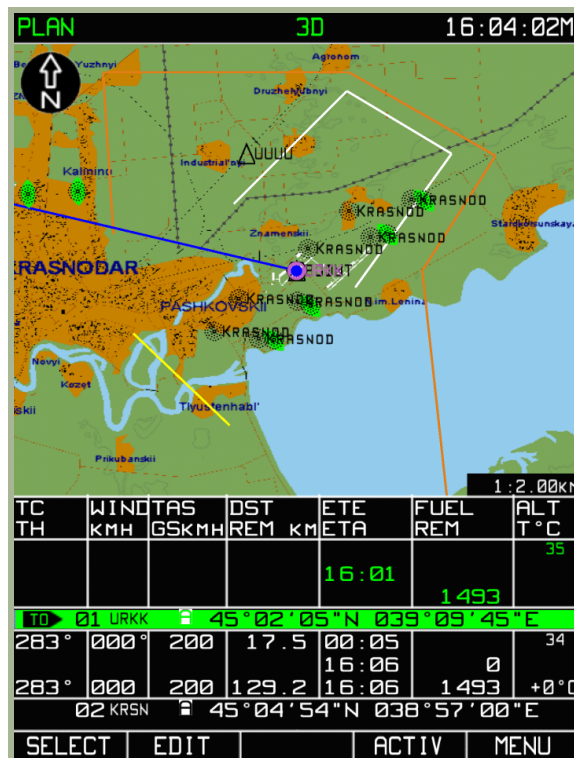 PLAN 3D 16:04:02M
Agronom
Yuzhnyi
N
Druzhelyubnyi
UUUU
Industrial'nyi
Kalinino
KRASNOD
KRASNOD
KRASNOD
Znamenskii
Starokorsunskaya
KRASNOD
KRASNODAR
KRASNOD
KRASNOD
im.Lenina
PASHKOVSKII
KRASNOD
KRASNOD
Novyi
Kozet
skii
Tlyustenhabl'
Prikubanskii
1:2.00KM
TC WIND TAS DST ETE FUEL ALT
TH KMH GSKMH REM KM ETA REM T°C
35
16:01
1493
TO 01 URKK 45°02'05"N 039°09'45"E
283° 000° 200 17.5 00:05 34
16:06 0
283° 000 200 129.2 16:06 1493 +0°C
02 KRSN 45°04'54"N 038°57'00"E
SELECT EDIT ACTIV MENU